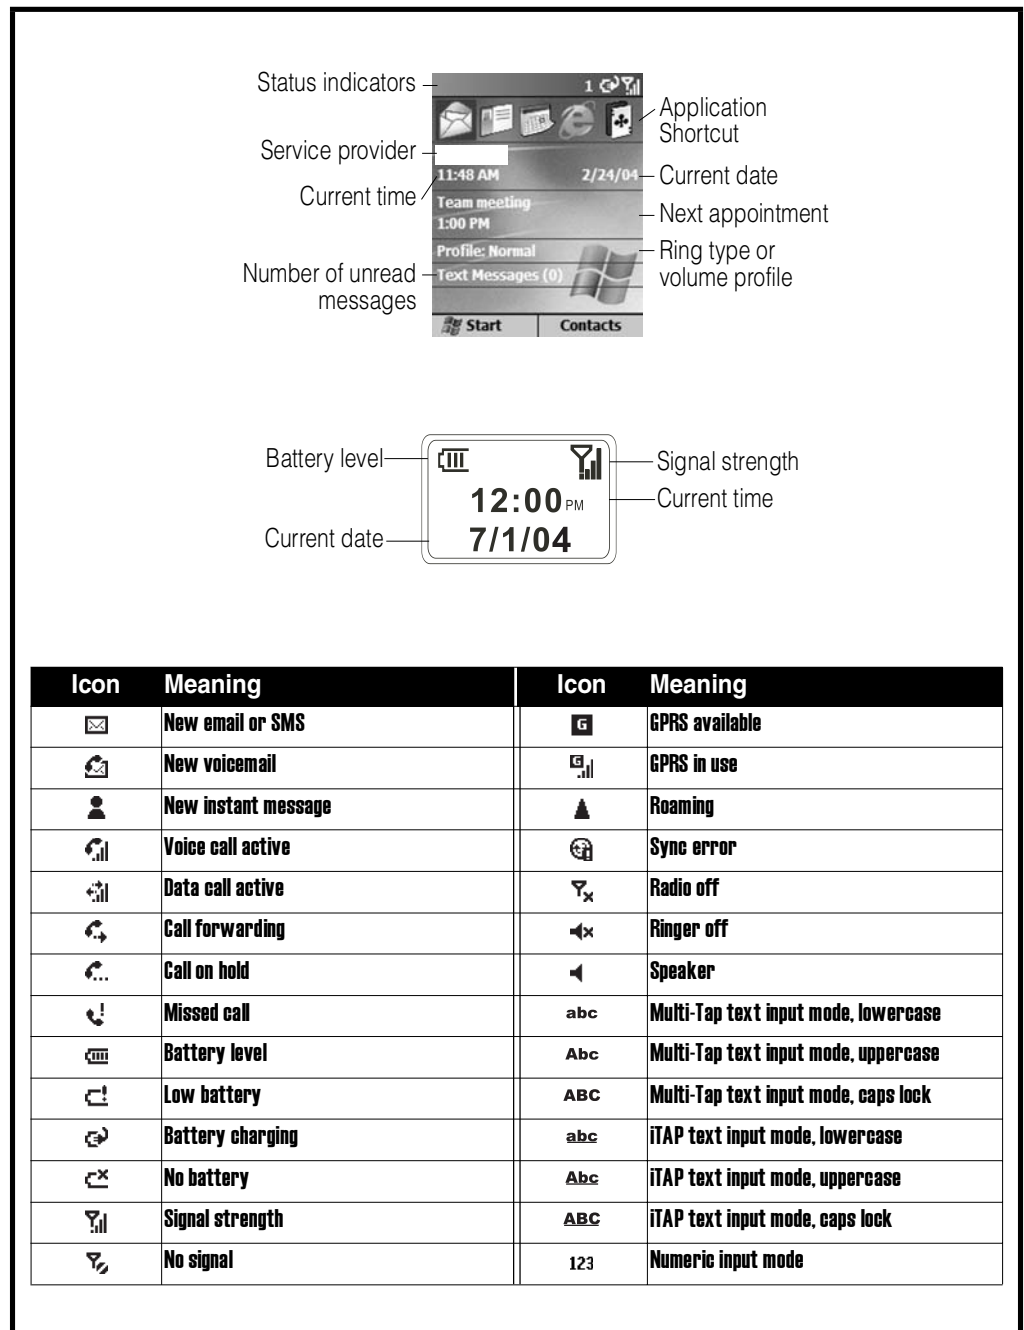 Status indicators
1
Application
Shortcut
Service provider
11:48 AM
2/24/04
Current time
Current date
Team meeting
1:00 PM
Next appointment
Profile: Normal
Ring type or
volume profile
Number of unread
messages
Text Messages (0)
Start
Contacts
Battery level
Signal strength
12:00 PM
Current time
Current date
7/1/04
Icon Meaning Icon Meaning
New email or SMS G GPRS available
New voicemail G GPRS in use
New instant message Roaming
Voice call active Sync error
Data call active Radio off
Call forwarding Ringer off
Call on hold Speaker
Missed call abc Multi-Tap text input mode, lowercase
Battery level Abc Multi-Tap text input mode, uppercase
Low battery ABC Multi-Tap text input mode, caps lock
Battery charging abc iTAP text input mode, lowercase
No battery Abc iTAP text input mode, uppercase
Signal strength ABC iTAP text input mode, caps lock
No signal 123 Numeric input mode